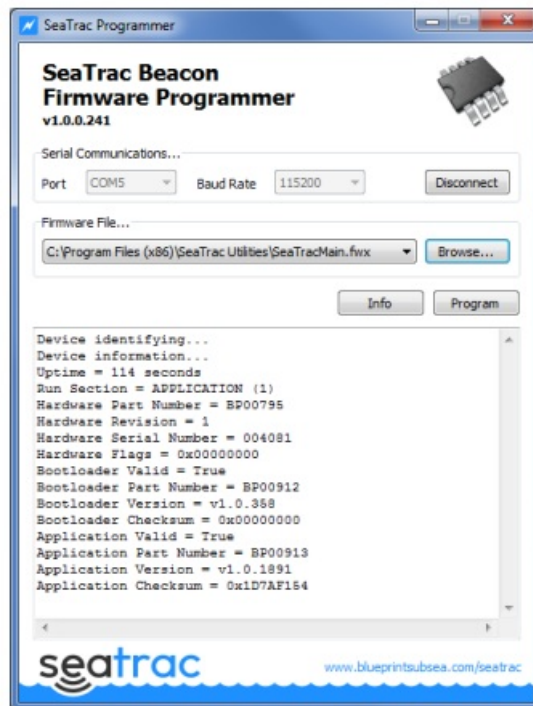 SeaTrac Programmer
SeaTrac Beacon
Firmware Programmer
v1.0.0.241
Serial Communications...
Port COM5 Baud Rate 115200 Disconnect
Firmware File...
C:\Program Files (x86)\SeaTrac Utilities\SeaTracMain.fwx Browse...
Info Program
Device identifying...
Device information...
Uptime = 114 seconds
Run Section = APPLICATION (1)
Hardware Part Number = BP00795
Hardware Revision = 1
Hardware Serial Number = 004081
Hardware Flags = 0x00000000
Bootloader Valid = True
Bootloader Part Number = BP00912
Bootloader Version = v1.0.358
Bootloader Checksum = 0x00000000
Application Valid = True
Application Part Number = BP00913
Application Version = v1.0.1891
Application Checksum = 0x1D7AF154
seatrac www.blueprintsubsea.com/seatrac